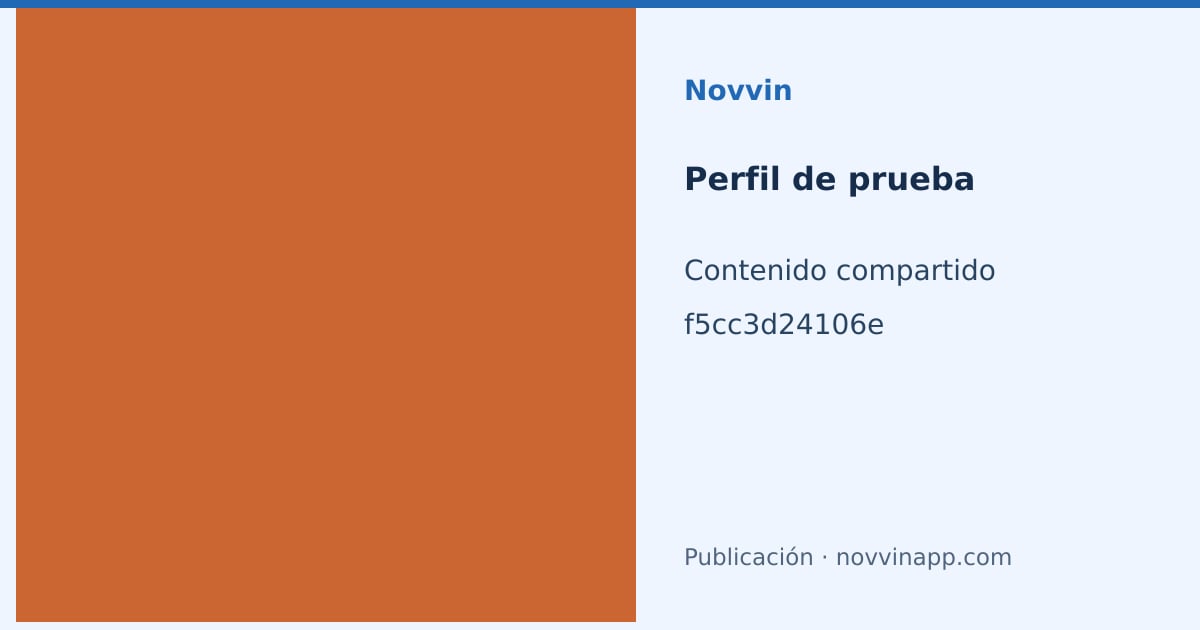 Novvin
Perfil de prueba
Contenido compartido
f5cc3d24106e
Publicación · novvinapp.com